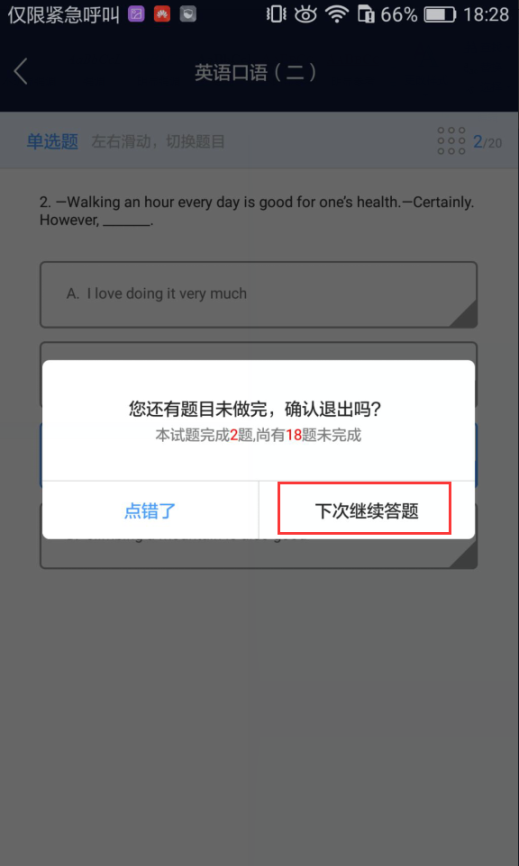 仅限紧急呼叫 66% 18:28
英语口语（二）
单选题 左右滑动，切换题目 2/20
2. —Walking an hour every day is good for one's health.—Certainly.
However, ______.
A. I love doing it very much
您还有题目未做完，确认退出吗?
本试题完成2题,尚有18题未完成
点错了 下次继续答题